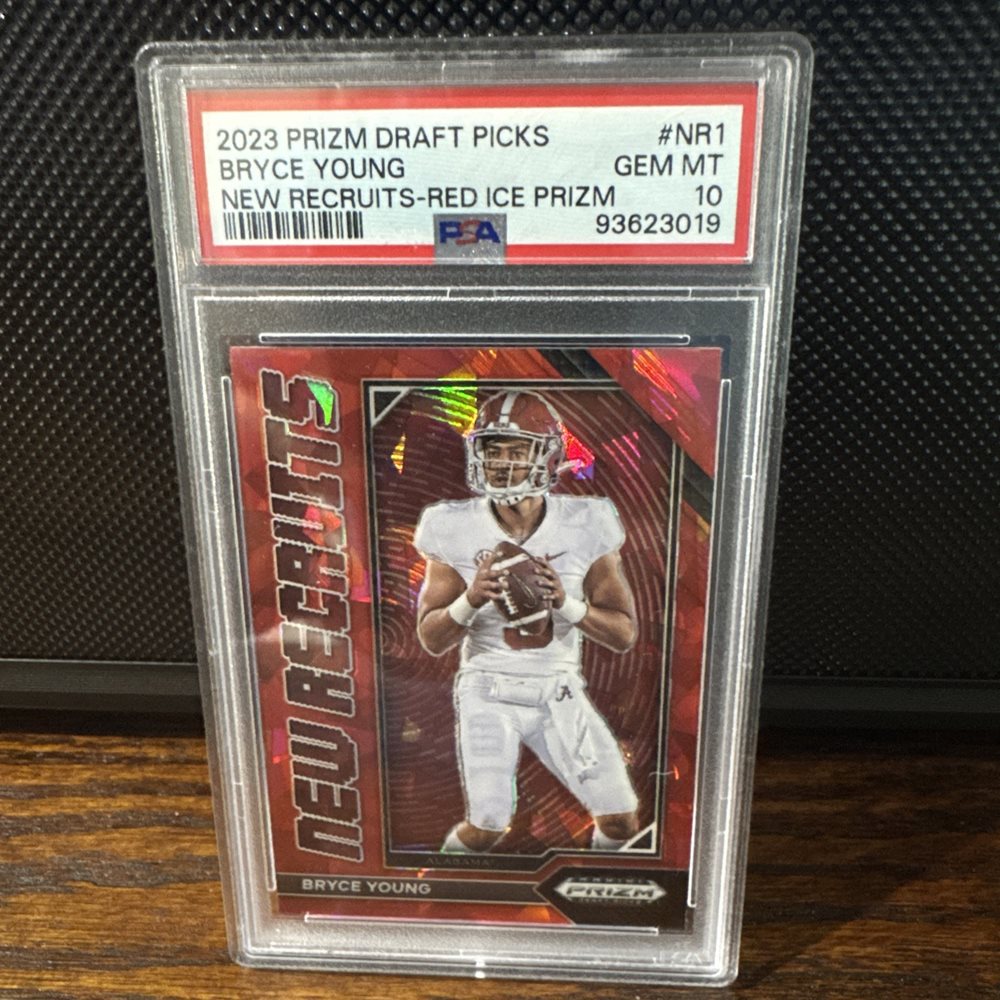 2023 PRIZM DRAFT PICKS #NR1
BRYCE YOUNG GEM MT
NEW RECRUITS-RED ICE PRIZM 10
PSA 93623019
NEW RECRUITS
ALABAMA
BRYCE YOUNG
PANINI
PRIZM